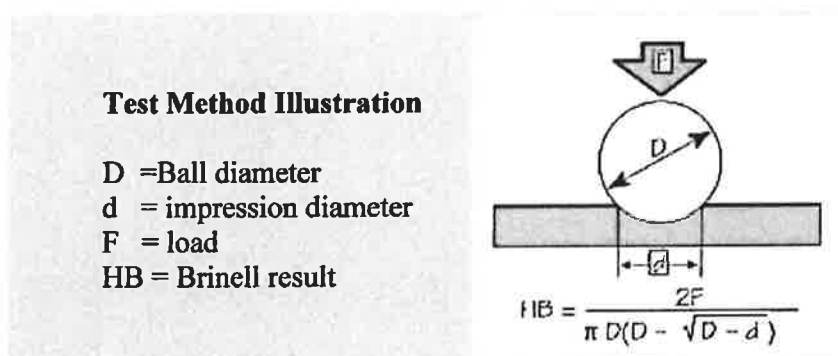 Test Method Illustration
D =Ball diameter
d = impression diameter
F = load
HB = Brinell result
F
D
d
HB = 2F / π D(D - √D - d)